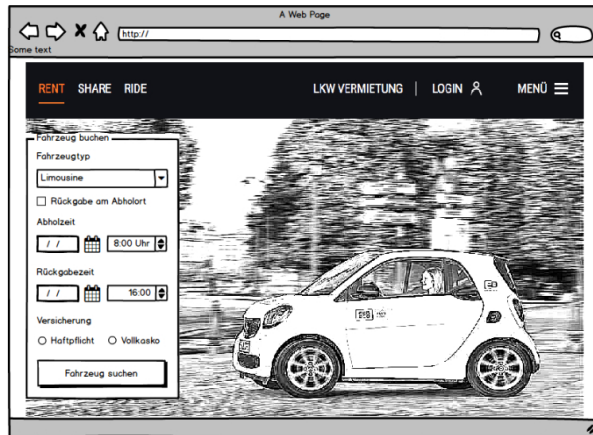 A Web Page
http://
Some text
RENT SHARE RIDE LKW VERMIETUNG | LOGIN MENÜ
Fahrzeug buchen
Fahrzeugtyp
Limousine
Rückgabe am Abholort
Abholzeit
/ / 8:00 Uhr
Rückgabezeit
/ / 16:00
Versicherung
Haftpflicht Vollkasko
Fahrzeug suchen